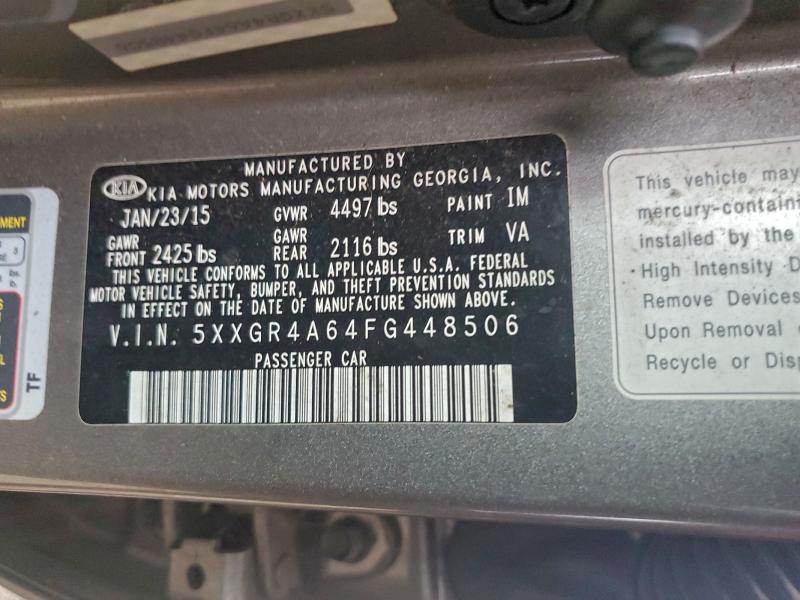 MANUFACTURED BY
KIA KIA MOTORS MANUFACTURING GEORGIA, INC.
JAN/23/15 GVWR 4497 lbs PAINT IM
GAWR FRONT 2425 lbs GAWR REAR 2116 lbs TRIM VA
THIS VEHICLE CONFORMS TO ALL APPLICABLE U.S.A. FEDERAL
MOTOR VEHICLE SAFETY, BUMPER, AND THEFT PREVENTION STANDARDS
IN EFFECT ON THE DATE OF MANUFACTURE SHOWN ABOVE.
V.I.N. 5XXGR4A64FG448506
PASSENGER CAR
This vehicle may
mercury-contain
installed by the
• High Intensity D
Remove Devices
Upon Removal
Recycle or Disp
TF